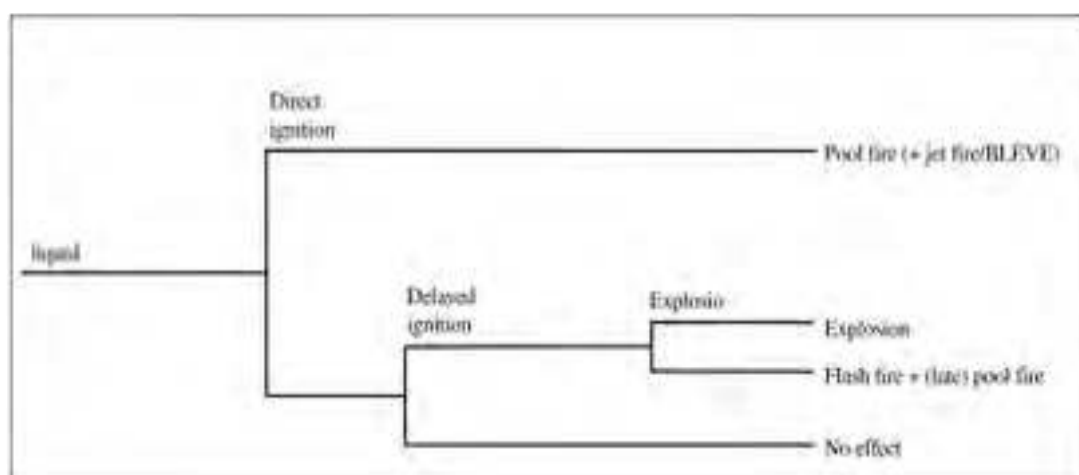 Direct
ignition
Pool fire (+ jet fire/BLEVE)
liquid
Delayed
ignition
Explosio
Explosion
Flash fire + (late) pool fire
No effect